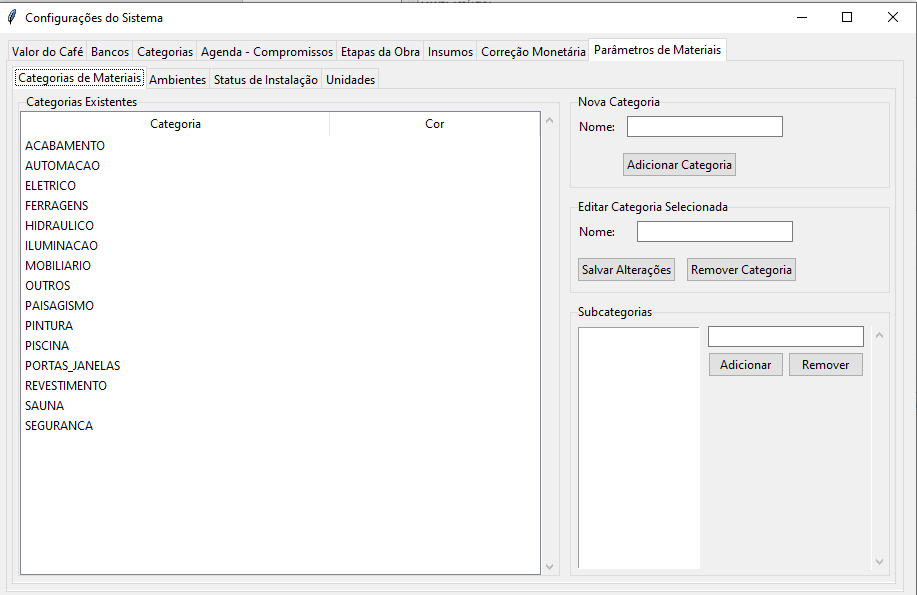 Configurações do Sistema
Valor do Café Bancos Categorias Agenda - Compromissos Etapas da Obra Insumos Correção Monetária Parâmetros de Materiais
Categorias de Materiais Ambientes Status de Instalação Unidades
Categorias Existentes
Categoria Cor
ACABAMENTO
AUTOMACAO
ELETRICO
FERRAGENS
HIDRAULICO
ILUMINACAO
MOBILIARIO
OUTROS
PAISAGISMO
PINTURA
PISCINA
PORTAS_JANELAS
REVESTIMENTO
SAUNA
SEGURANCA
Nova Categoria
Nome:
Adicionar Categoria
Editar Categoria Selecionada
Nome:
Salvar Alterações Remover Categoria
Subcategorias
Adicionar Remover